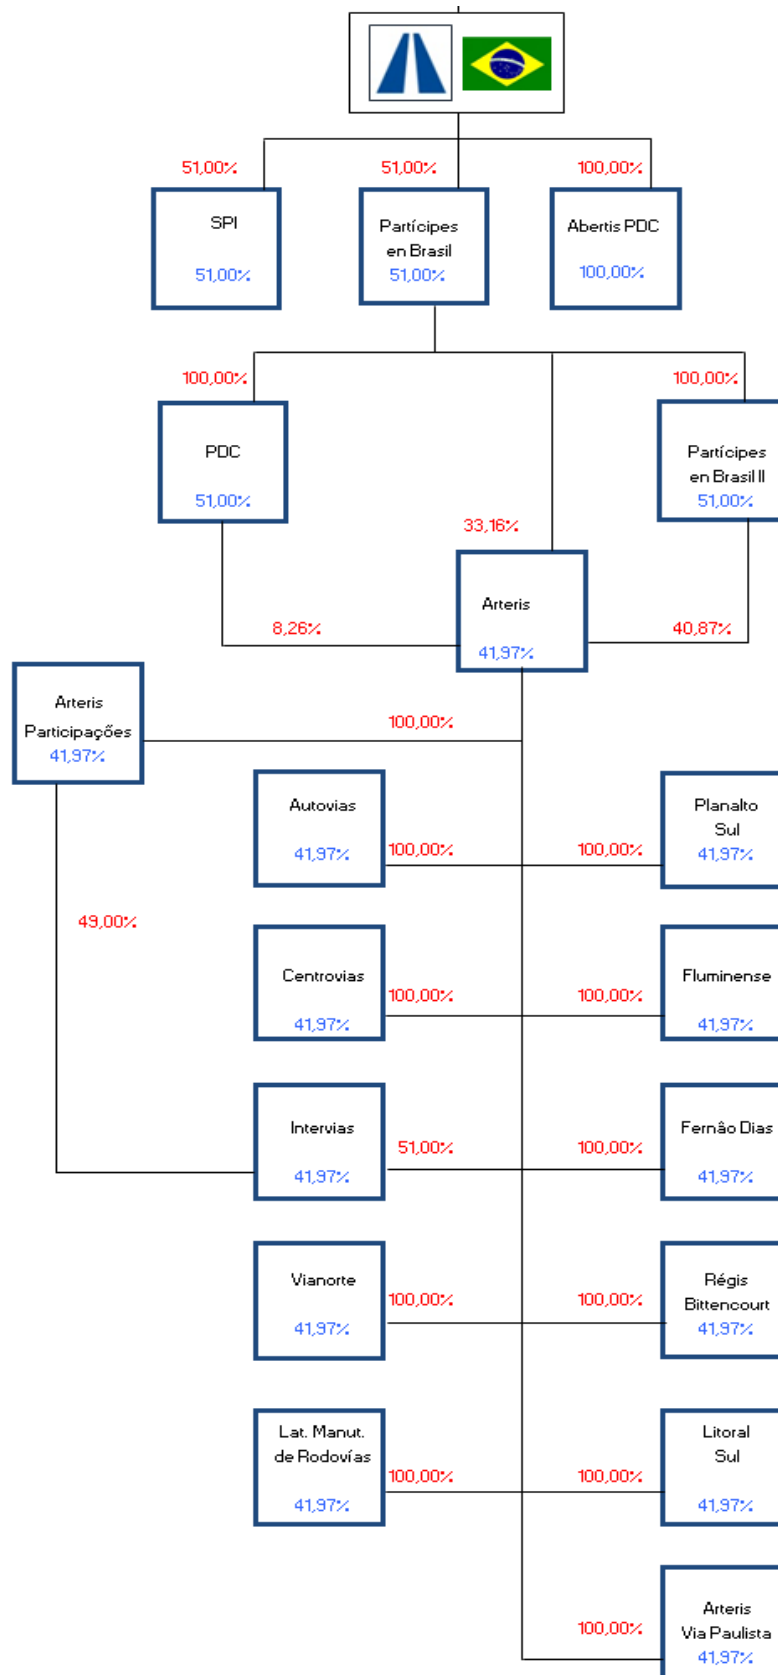 51,00%
51,00%
100,00%
SPI
51,00%
Partícipes
en Brasil
51,00%
Abertis PDC
100,00%
100,00%
100,00%
PDC
51,00%
Partícipes
en Brasil II
51,00%
33,16%
Arteris
41,97%
8,26%
40,87%
Arteris
Participações
41,97%
100,00%
Autovias
41,97%
100,00%
100,00%
Planalto
Sul
41,97%
49,00%
Centrovias
41,97%
100,00%
100,00%
Fluminense
41,97%
Intervias
41,97%
51,00%
100,00%
Fernâo Dias
41,97%
Vianorte
41,97%
100,00%
100,00%
Régis
Bittencourt
41,97%
Lat. Manut.
de Rodovías
41,97%
100,00%
100,00%
Litoral
Sul
41,97%
100,00%
Arteris
Via Paulista
41,97%